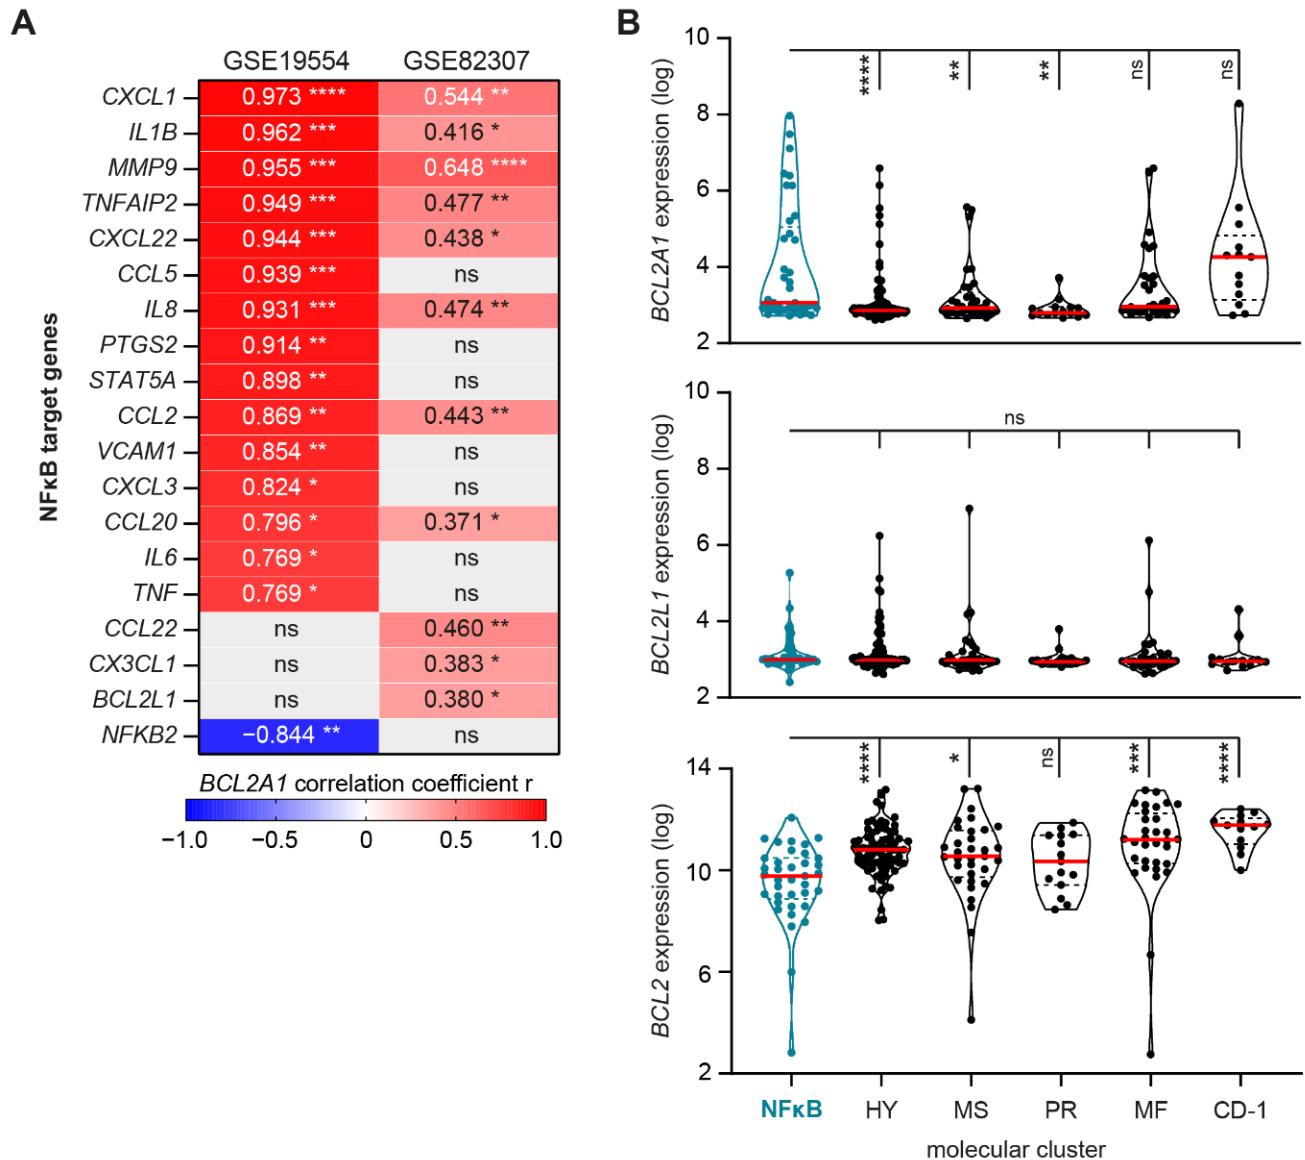 A
GSE19554 GSE82307
NFκB target genes
CXCL1 0.973 **** 0.544 **
IL1B 0.962 *** 0.416 *
MMP9 0.955 *** 0.648 ****
TNFAIP2 0.949 *** 0.477 **
CXCL22 0.944 *** 0.438 *
CCL5 0.939 *** ns
IL8 0.931 *** 0.474 **
PTGS2 0.914 ** ns
STAT5A 0.898 ** ns
CCL2 0.869 ** 0.443 **
VCAM1 0.854 ** ns
CXCL3 0.824 * ns
CCL20 0.796 * 0.371 *
IL6 0.769 * ns
TNF 0.769 * ns
CCL22 ns 0.460 **
CX3CL1 ns 0.383 *
BCL2L1 ns 0.380 *
NFKB2 −0.844 ** ns
BCL2A1 correlation coefficient r
−1.0 −0.5 0 0.5 1.0
B
BCL2A1 expression (log)
10
8
6
4
2
**** ** ** ns ns
BCL2L1 expression (log)
10
8
6
4
2
ns
BCL2 expression (log)
14
10
6
2
**** * ns *** ****
NFκB HY MS PR MF CD-1
molecular cluster